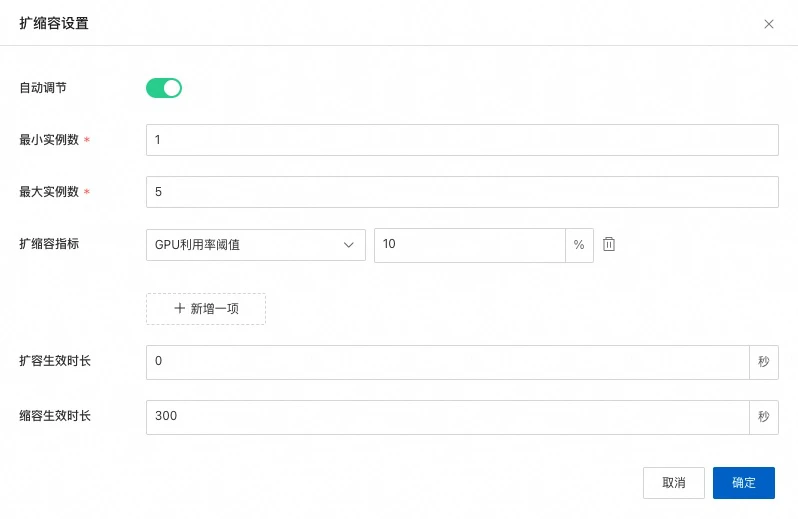 扩缩容设置
自动调节
最小实例数 *
1
最大实例数 *
5
扩缩容指标
GPU利用率阈值
10
%
+ 新增一项
扩容生效时长
0
秒
缩容生效时长
300
秒
取消
确定